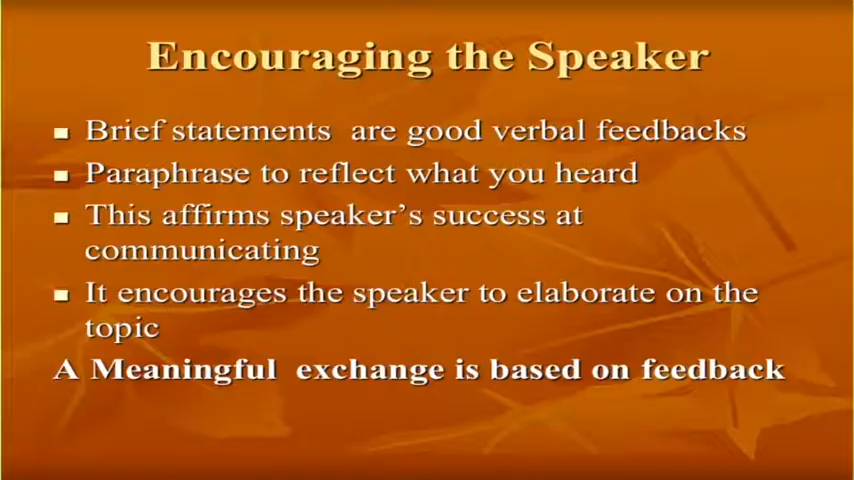 Encouraging the Speaker
Brief statements are good verbal feedbacks
Paraphrase to reflect what you heard
This affirms speaker's success at
communicating
It encourages the speaker to elaborate on the
topic
A Meaningful exchange is based on feedback